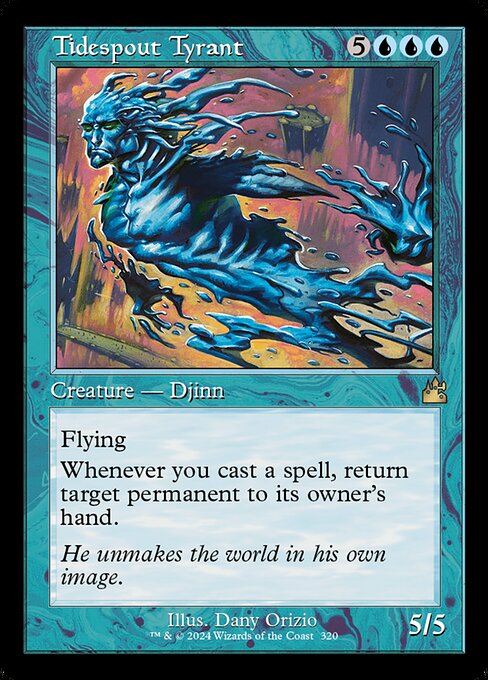 Tidespout Tyrant 5
Creature — Djinn
Flying
Whenever you cast a spell, return
target permanent to its owner's
hand.
He unmakes the world in his own
image.
Illus. Dany Orizio
™ & © 2024 Wizards of the Coast 320
5/5